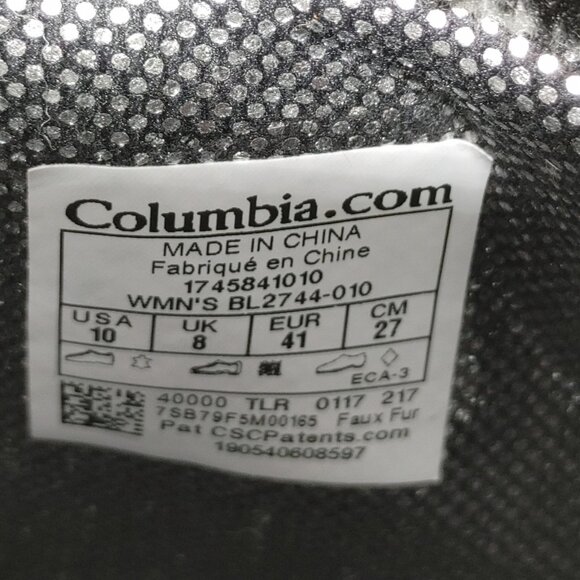 Columbia.com
MADE IN CHINA
Fabriqué en Chine
1745841010
WMN'S BL2744-010
USA UK EUR CM
10 8 41 27
ECA-3
40000 TLR 0117 217
7SB79F5M00165 Faux Fur
Pat CSCPatents.com
190540608597